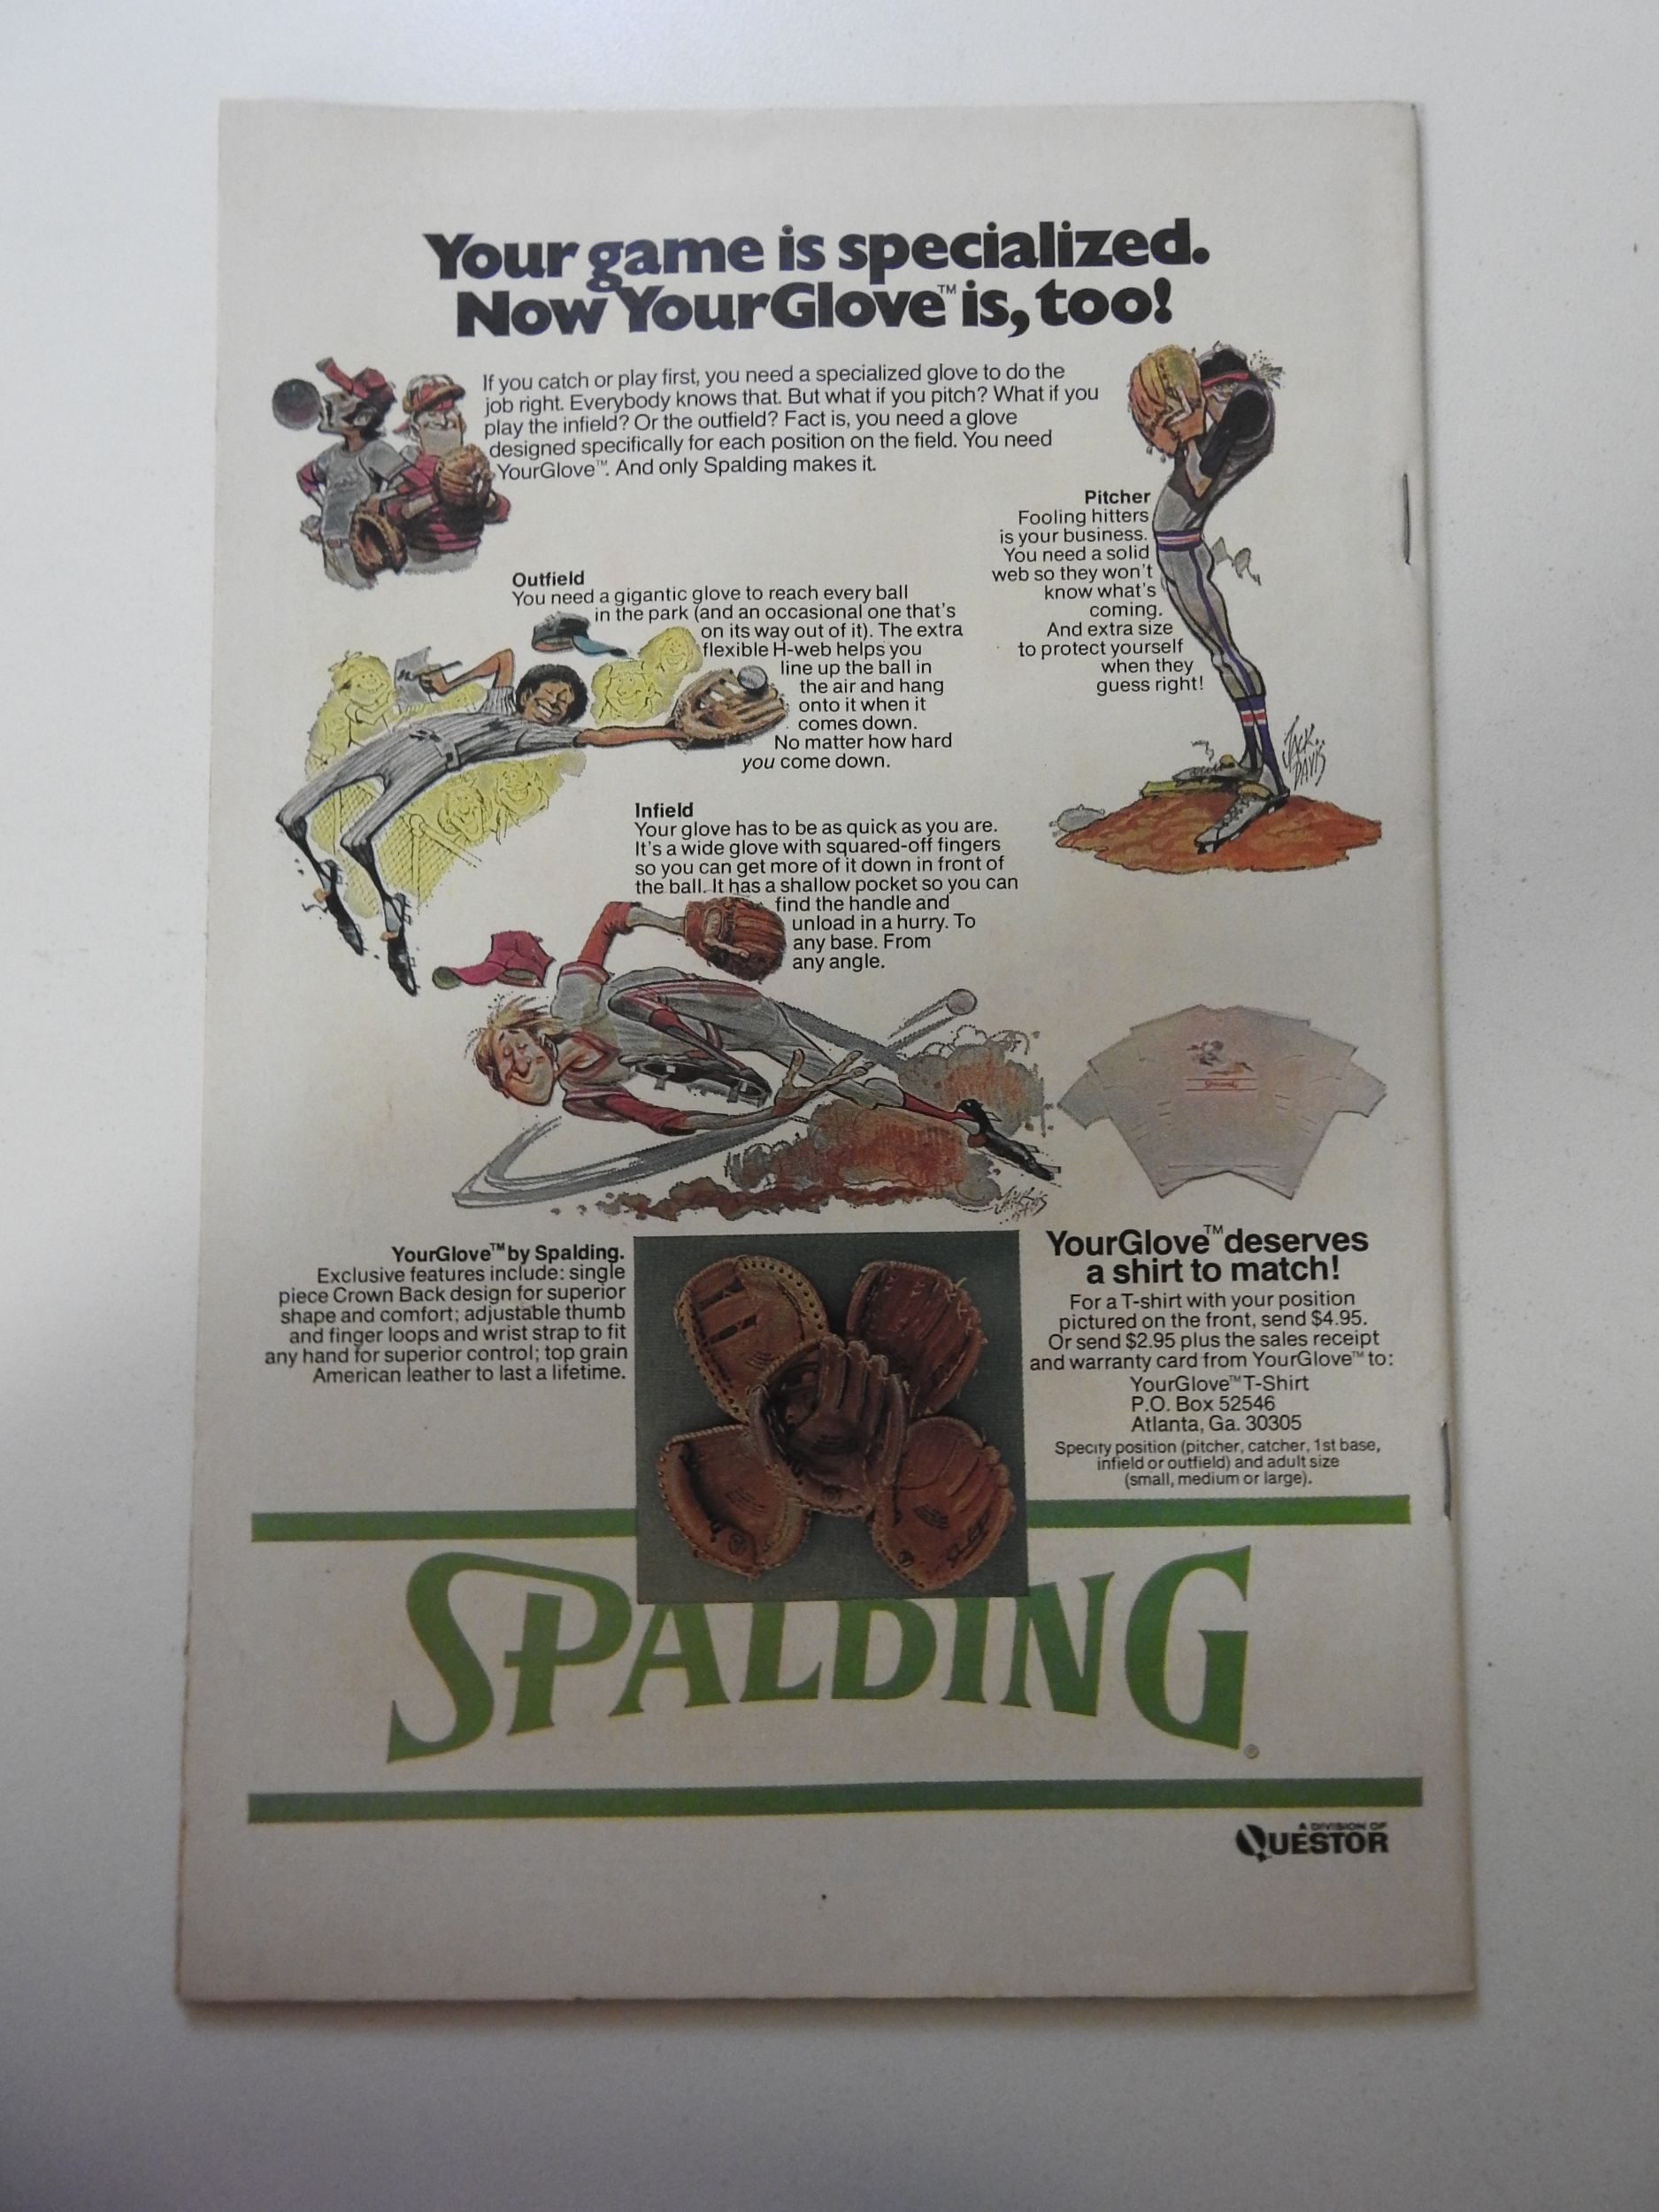 Your game is specialized.
Now YourGlove™ is, too!
If you catch or play first, you need a specialized glove to do the
job right. Everybody knows that. But what if you pitch? What if you
play the infield? Or the outfield? Fact is, you need a glove
designed specifically for each position on the field. You need
YourGlove™. And only Spalding makes it.
Pitcher
Fooling hitters
is your business.
You need a solid
web so they won't
know what's
coming.
And extra size
to protect yourself
when they
guess right!
JACK DAVIS
Outfield
You need a gigantic glove to reach every ball
in the park (and an occasional one that's
on its way out of it). The extra
flexible H-web helps you
line up the ball in
the air and hang
onto it when it
comes down.
No matter how hard
you come down.
Infield
Your glove has to be as quick as you are.
It's a wide glove with squared-off fingers
so you can get more of it down in front of
the ball. It has a shallow pocket so you can
find the handle and
unload in a hurry. To
any base. From
any angle.
YourGlove™ by Spalding.
Exclusive features include: single
piece Crown Back design for superior
shape and comfort; adjustable thumb
and finger loops and wrist strap to fit
any hand for superior control; top grain
American leather to last a lifetime.
YourGlove™ deserves
a shirt to match!
For a T-shirt with your position
pictured on the front, send $4.95.
Or send $2.95 plus the sales receipt
and warranty card from YourGlove™ to:
YourGlove™ T-Shirt
P.O. Box 52546
Atlanta, Ga. 30305
Specity position (pitcher, catcher, 1st base,
infield or outfield) and adult size
(small, medium or large).
SPALDING®
A DIVISION OF
QUESTOR